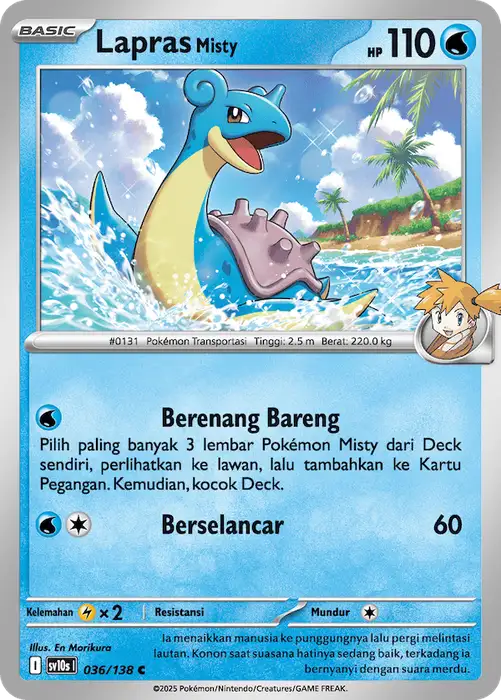 BASIC
Lapras Misty
HP 110
#0131 Pokémon Transportasi Tinggi: 2.5 m Berat: 220.0 kg
Berenang Bareng
Pilih paling banyak 3 lembar Pokémon Misty dari Deck
sendiri, perlihatkan ke lawan, lalu tambahkan ke Kartu
Pegangan. Kemudian, kocok Deck.
Berselancar 60
Kelemahan ×2 Resistansi Mundur
Illus. En Morikura
Ia menaikkan manusia ke punggungnya lalu pergi melintasi
lautan. Konon saat suasana hatinya sedang baik, terkadang ia
bernyanyi dengan suara merdu.
I sv10s I 036/138 C
©2025 Pokémon/Nintendo/Creatures/GAME FREAK.